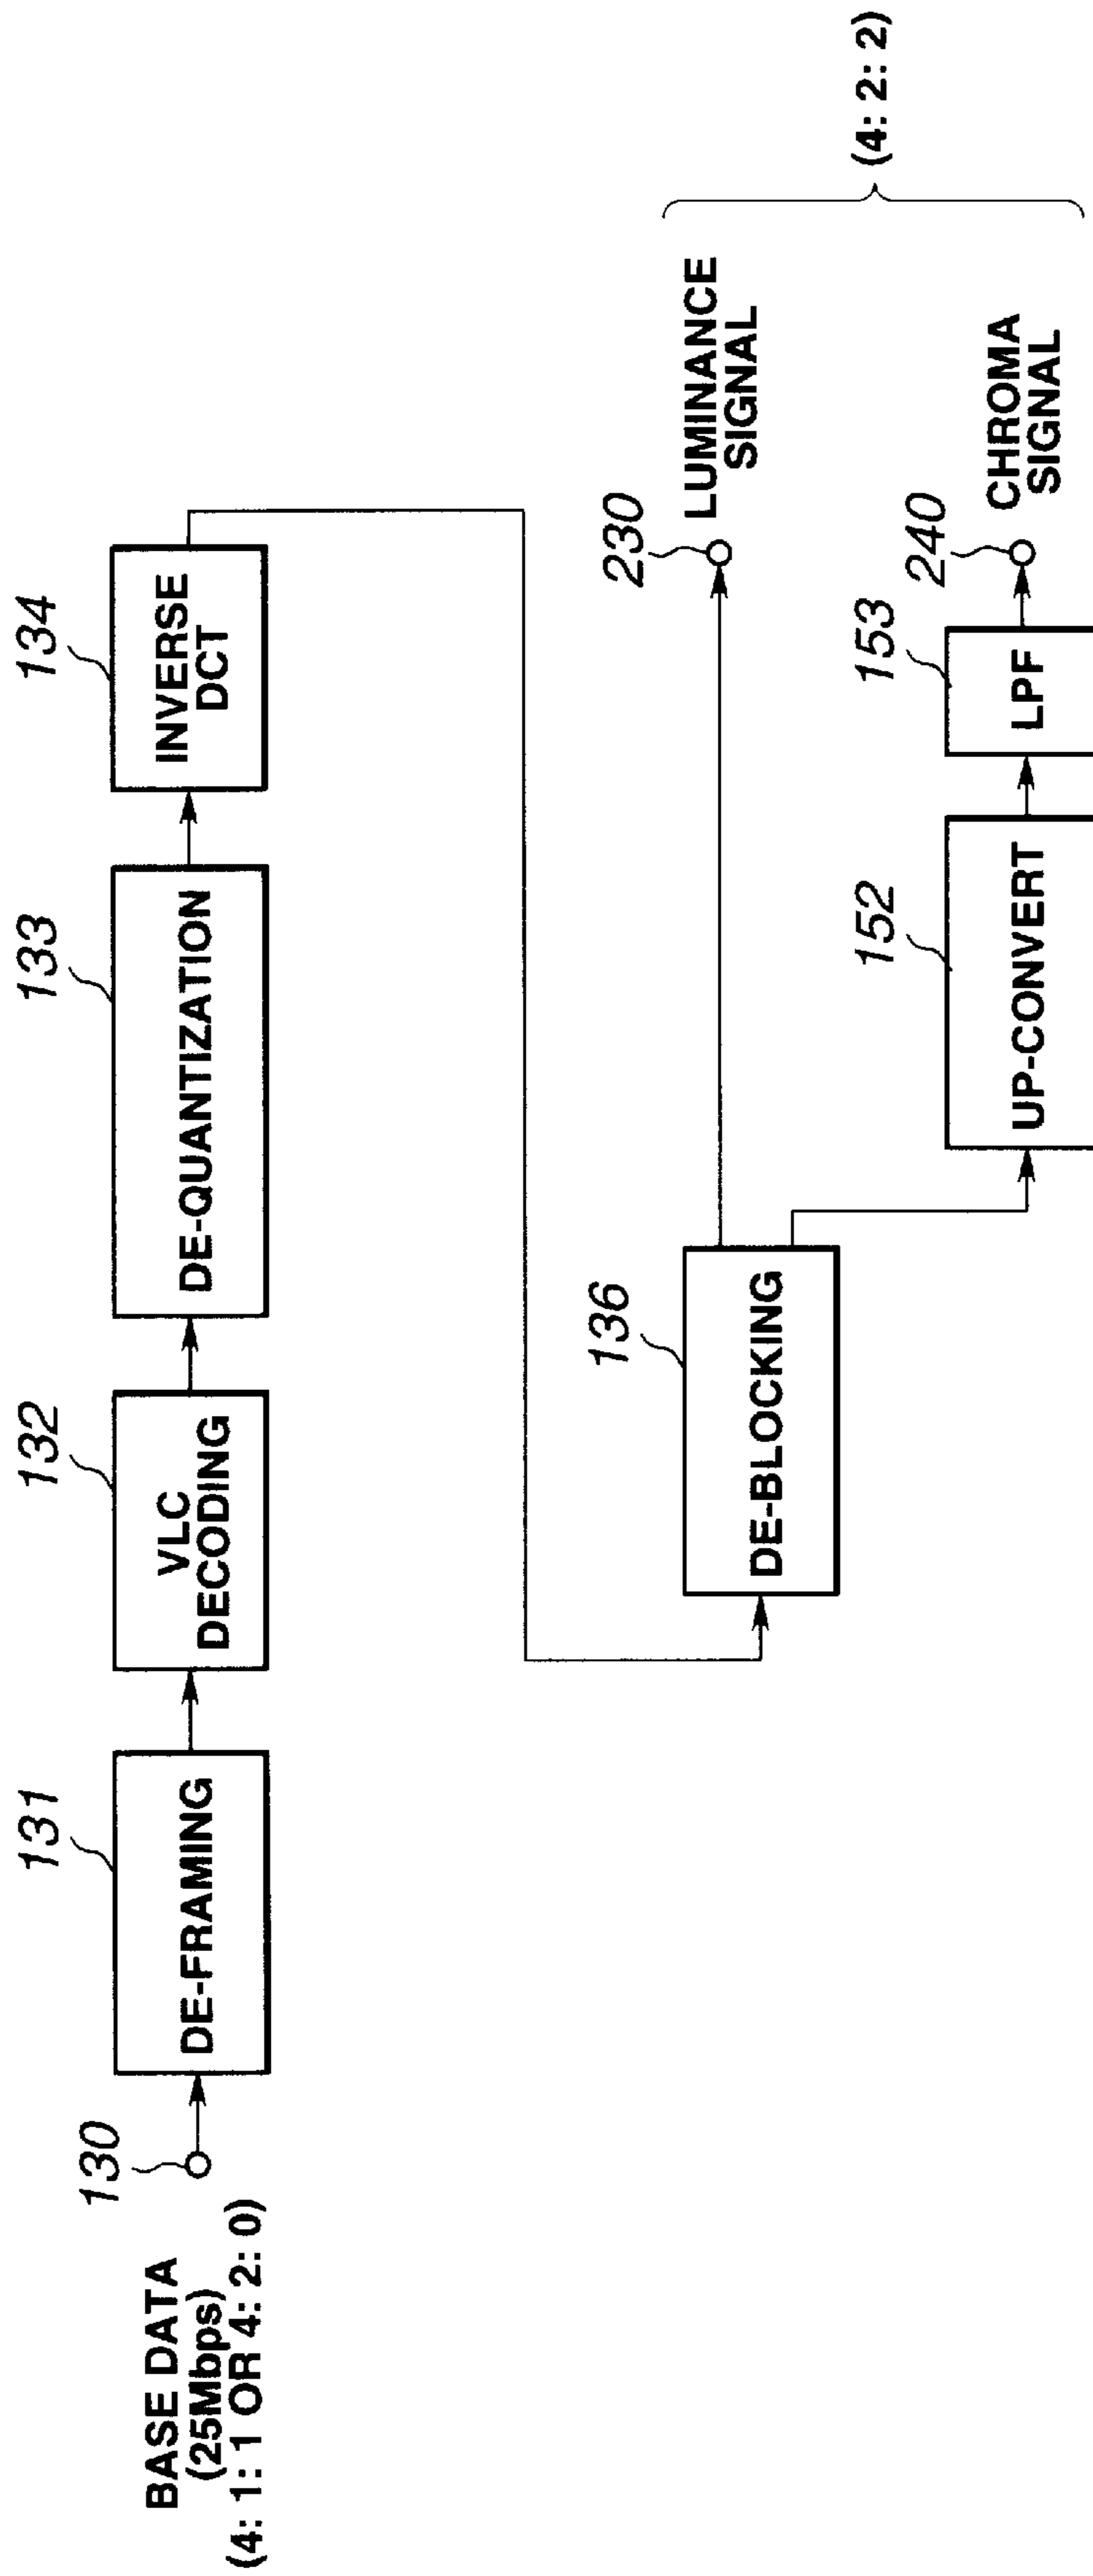 130
BASE DATA
(25Mbps)
(4: 1: 1 OR 4: 2: 0)
131
DE-FRAMING
132
VLC
DECODING
133
DE-QUANTIZATION
134
INVERSE
DCT
136
DE-BLOCKING
230
LUMINANCE
SIGNAL
152
UP-CONVERT
153
LPF
240
CHROMA
SIGNAL
(4: 2: 2)